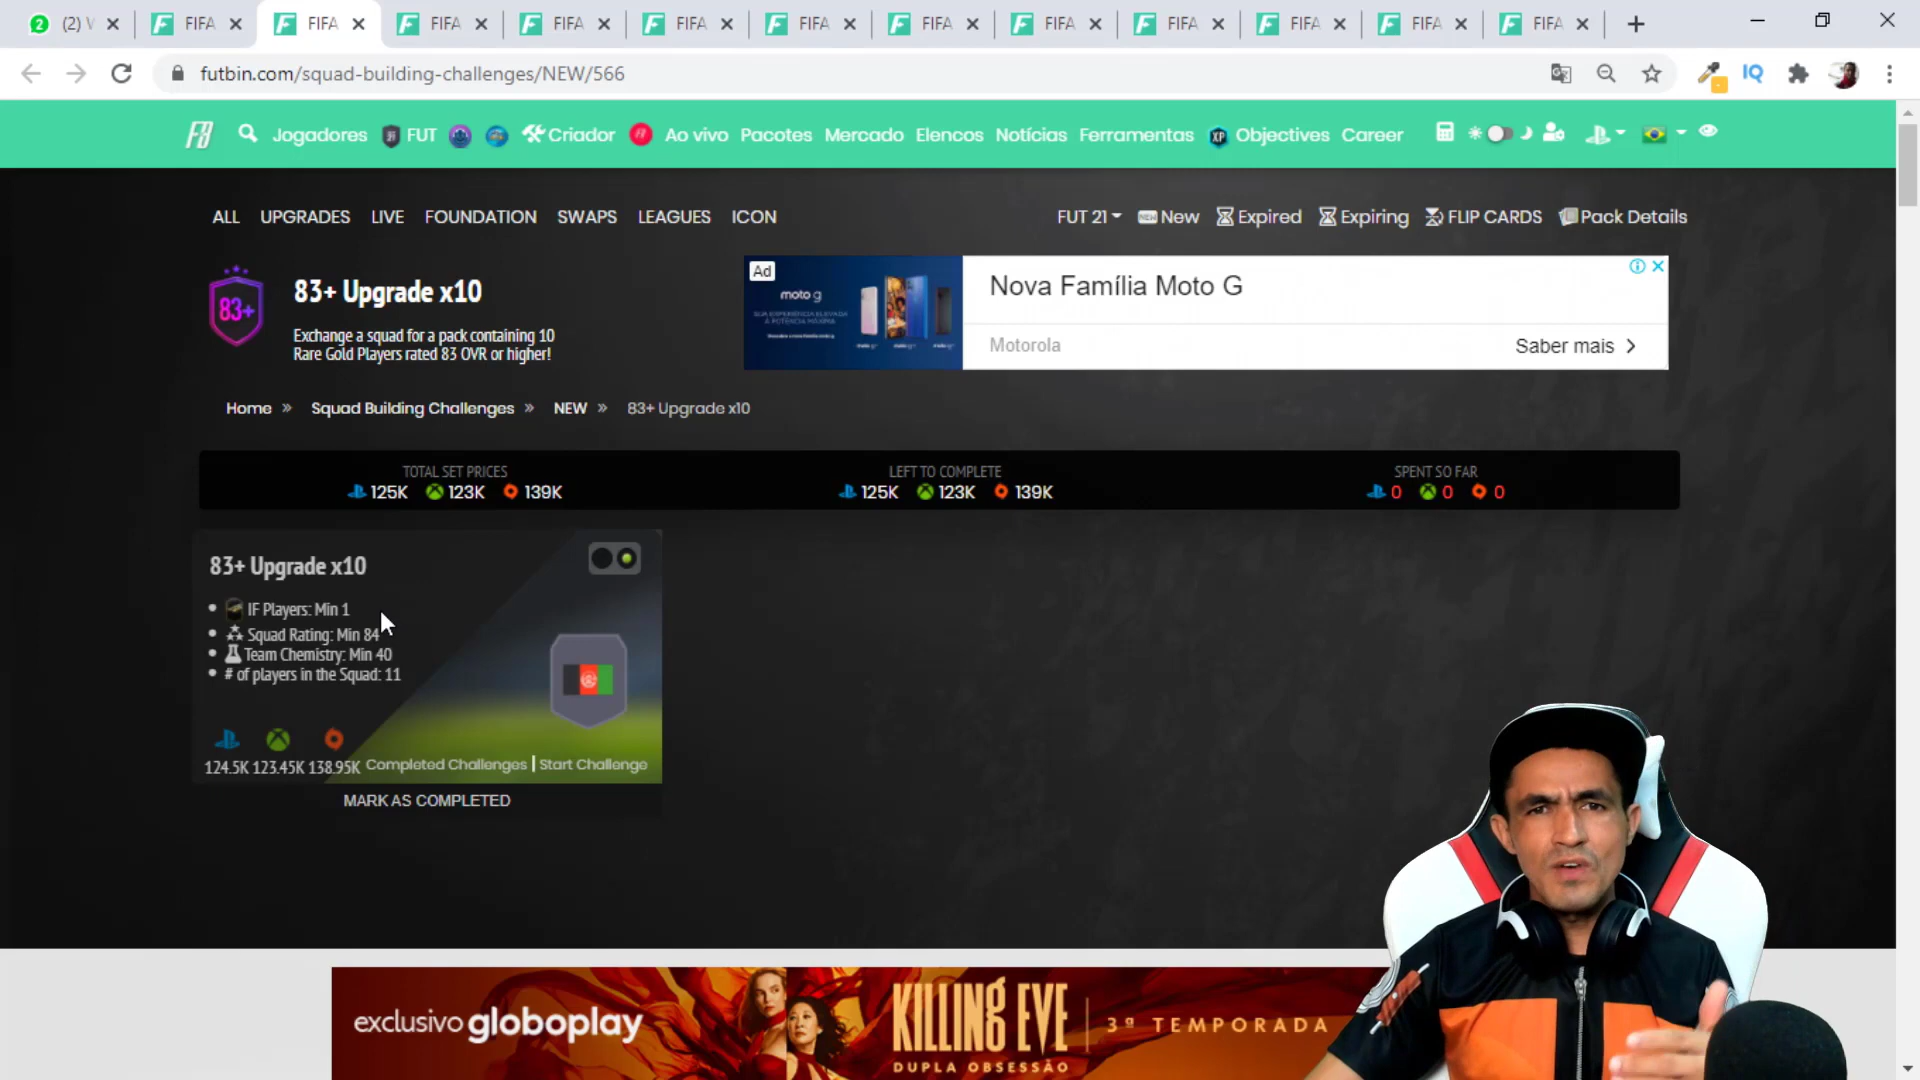 (2) V
FIFA
FIFA
FIFA
FIFA
FIFA
FIFA
FIFA
FIFA
FIFA
FIFA
FIFA
FIFA
futbin.com/squad-building-challenges/NEW/566
IQ
Jogadores FUT Criador Ao vivo Pacotes Mercado Elencos Notícias Ferramentas XP Objectives Career
ALL UPGRADES LIVE FOUNDATION SWAPS LEAGUES ICON
FUT 21 New Expired Expiring FLIP CARDS Pack Details
83+
83+ Upgrade x10
Exchange a squad for a pack containing 10
Rare Gold Players rated 83 OVR or higher!
Ad
moto g
Nova Família Moto G
Motorola
Saber mais
Home » Squad Building Challenges » NEW » 83+ Upgrade x10
TOTAL SET PRICES
125K 123K 139K
LEFT TO COMPLETE
125K 123K 139K
SPENT SO FAR
0 0 0
83+ Upgrade x10
IF Players: Min 1
Squad Rating: Min 84
Team Chemistry: Min 40
# of players in the Squad: 11
124.5K 123.45K 138.95K
Completed Challenges | Start Challenge
MARK AS COMPLETED
exclusivo globoplay
KILLING EVE
DUPLA OBSESSÃO
3ª TEMPORADA